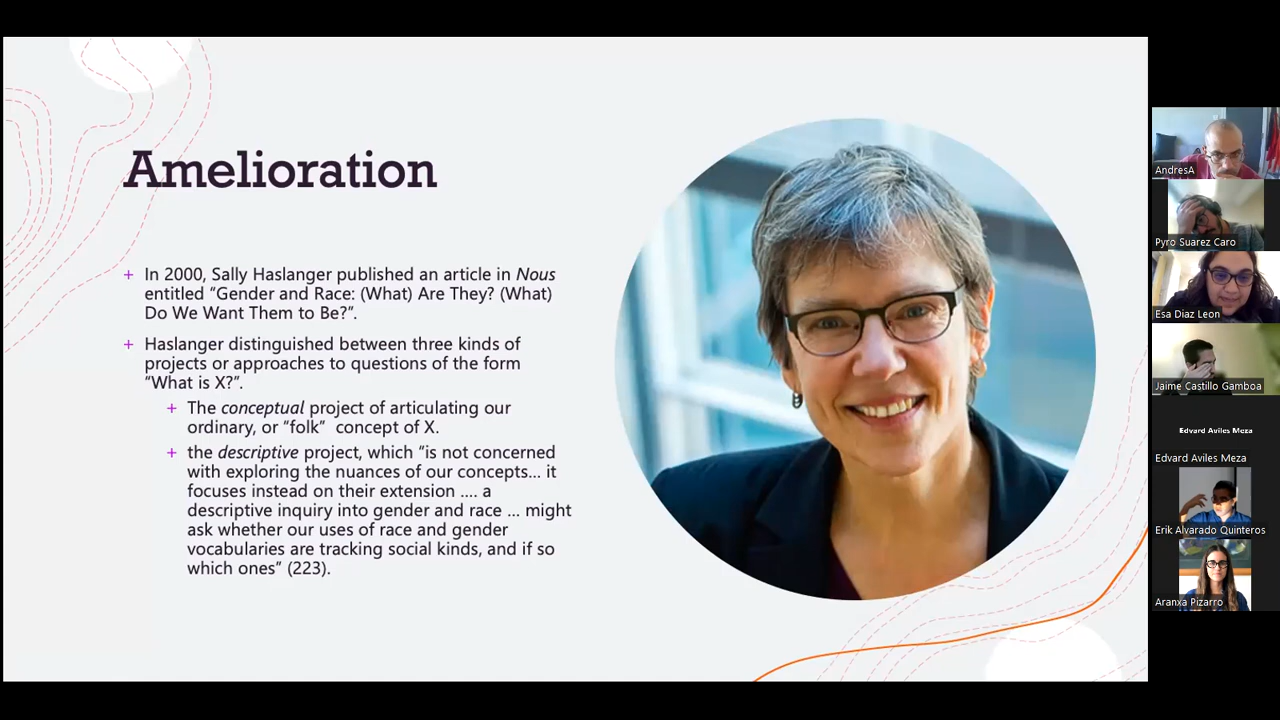 Amelioration
+ In 2000, Sally Haslanger published an article in Nous
entitled “Gender and Race: (What) Are They? (What)
Do We Want Them to Be?”.
+ Haslanger distinguished between three kinds of
projects or approaches to questions of the form
“What is X?”.
+ The conceptual project of articulating our
ordinary, or “folk” concept of X.
+ the descriptive project, which “is not concerned
with exploring the nuances of our concepts... it
focuses instead on their extension .... a
descriptive inquiry into gender and race ... might
ask whether our uses of race and gender
vocabularies are tracking social kinds, and if so
which ones” (223).
AndresA
Pyro Suarez Caro
Esa Diaz Leon
Jaime Castillo Gamboa
Edvard Aviles Meza
Edvard Aviles Meza
Erik Alvarado Quinteros
Aranxa Pizarro